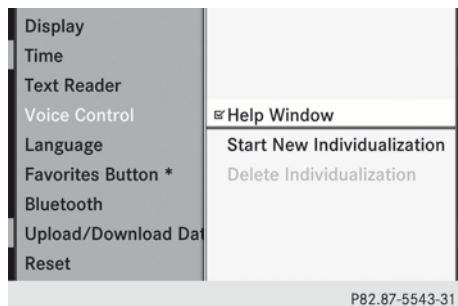 Display
Time
Text Reader
Voice Control
Help Window
Language
Start New Individualization
Favorites Button *
Delete Individualization
Bluetooth
Upload/Download Dat
Reset
P82.87-5543-31